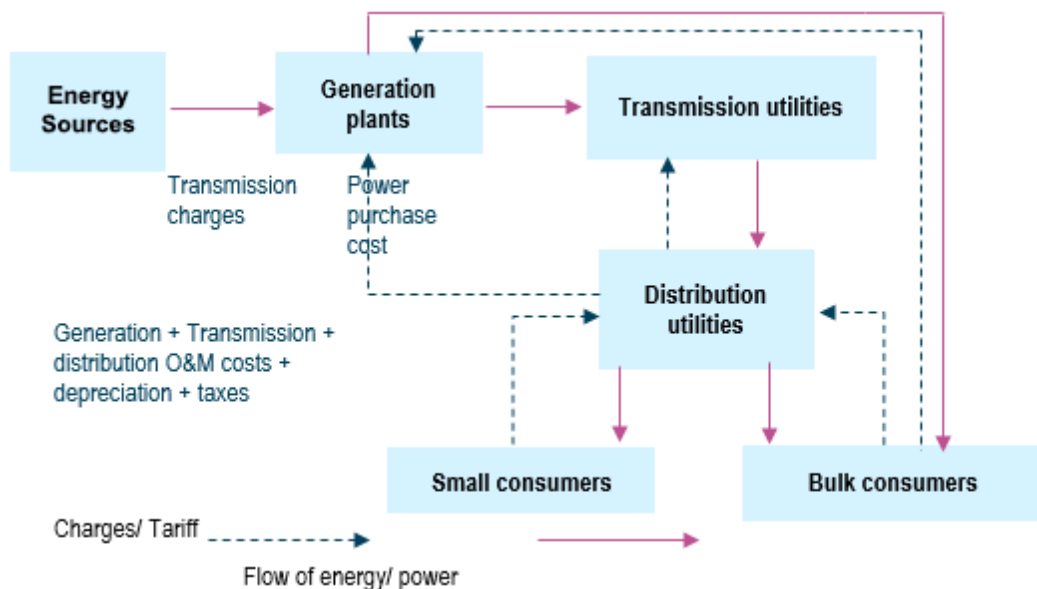 Energy
Sources
Generation
plants
Transmission utilities
Transmission
charges
Power
purchase
cost
Distribution
utilities
Generation + Transmission +
distribution O&M costs +
depreciation + taxes
Small consumers
Bulk consumers
Charges/ Tariff
Flow of energy/ power